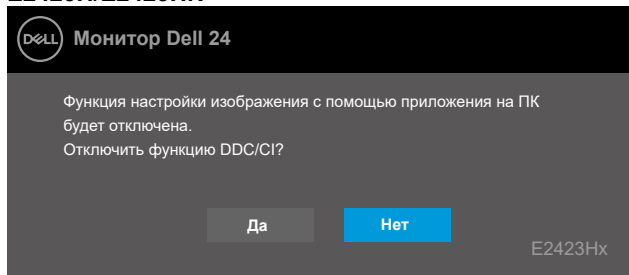 DELL Монитор Dell 24
Функция настройки изображения с помощью приложения на ПК
будет отключена.
Отключить функцию DDC/CI?
Да Нет
E2423Hx